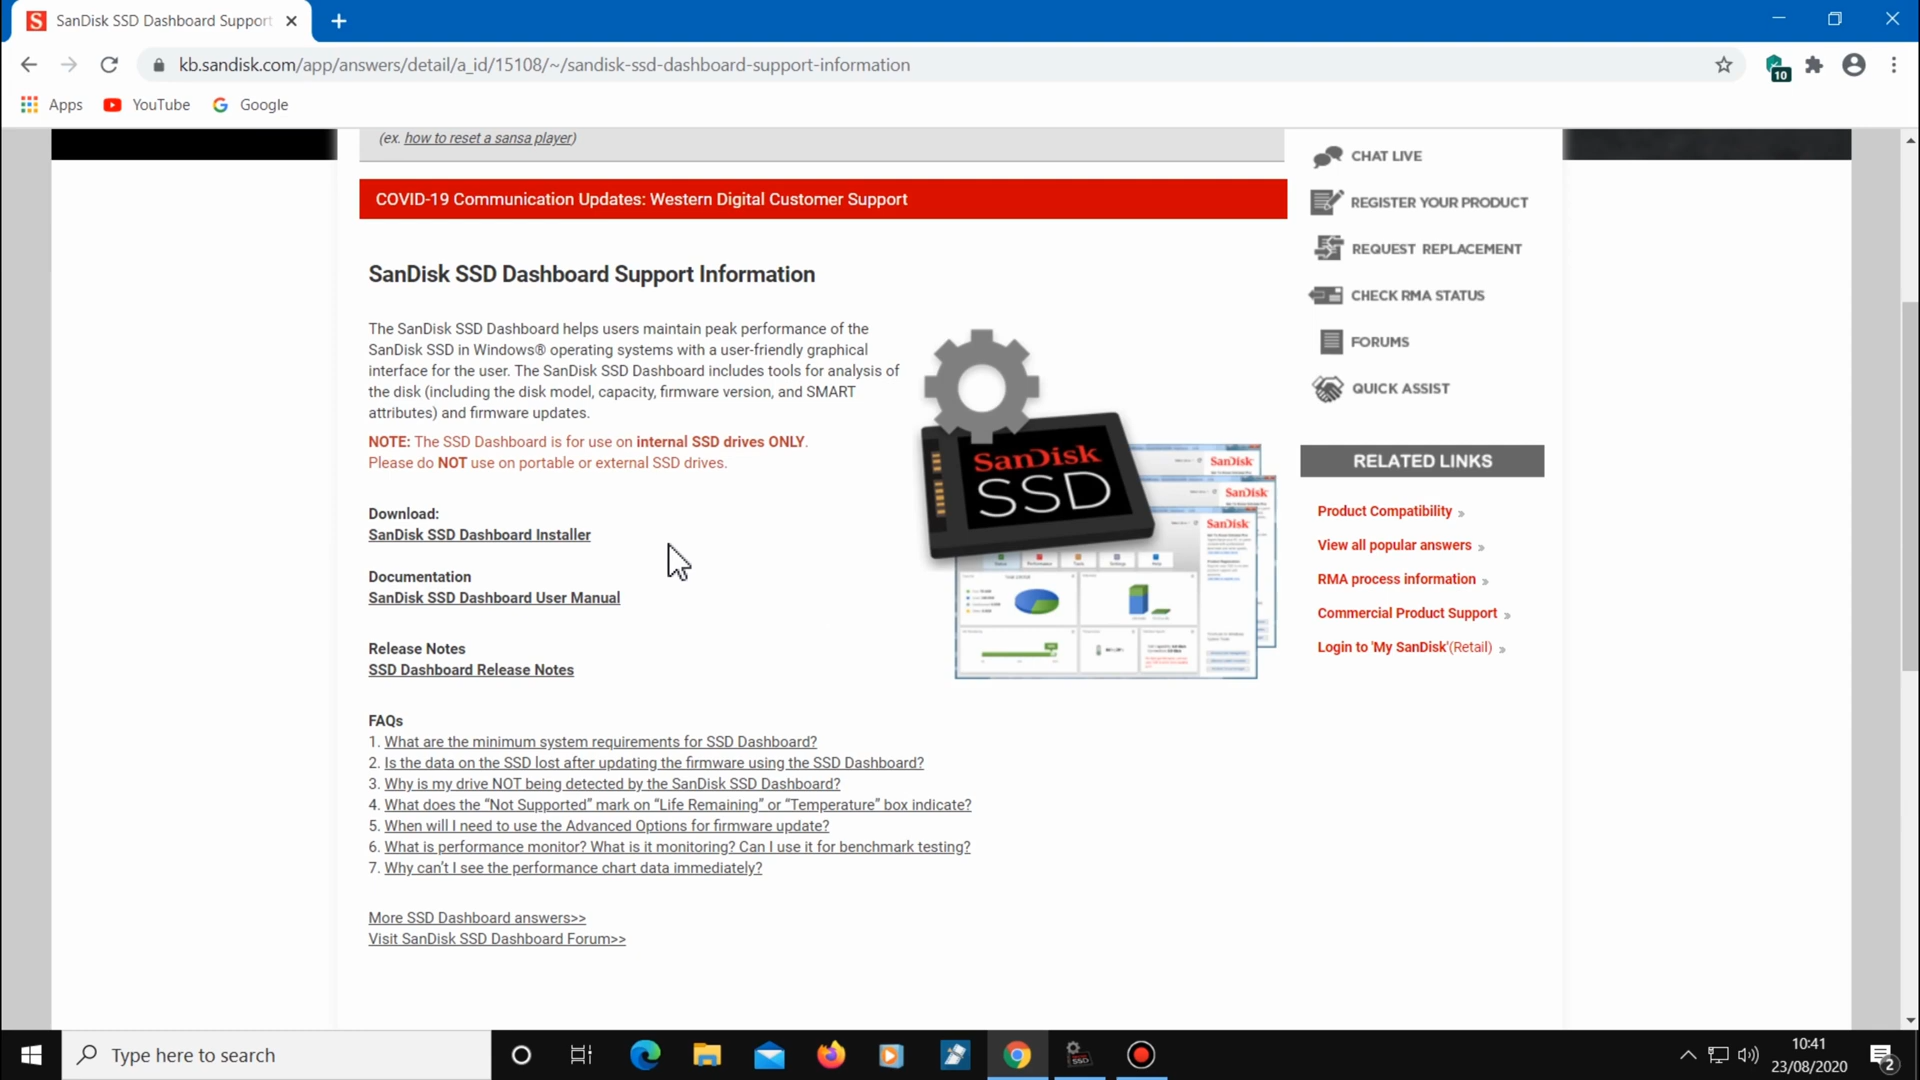 SanDisk SSD Dashboard Support
kb.sandisk.com/app/answers/detail/a_id/15108/~/sandisk-ssd-dashboard-support-information
10
Apps
YouTube
Google
(ex. how to reset a sansa player)
COVID-19 Communication Updates: Western Digital Customer Support
SanDisk SSD Dashboard Support Information
The SanDisk SSD Dashboard helps users maintain peak performance of the
SanDisk SSD in Windows® operating systems with a user-friendly graphical
interface for the user. The SanDisk SSD Dashboard includes tools for analysis of
the disk (including the disk model, capacity, firmware version, and SMART
attributes) and firmware updates.
NOTE: The SSD Dashboard is for use on internal SSD drives ONLY.
Please do NOT use on portable or external SSD drives.
Download:
SanDisk SSD Dashboard Installer
Documentation
SanDisk SSD Dashboard User Manual
Release Notes
SSD Dashboard Release Notes
SanDisk
SSD
SanDisk
SanDisk
SanDisk
FAQs
1. What are the minimum system requirements for SSD Dashboard?
2. Is the data on the SSD lost after updating the firmware using the SSD Dashboard?
3. Why is my drive NOT being detected by the SanDisk SSD Dashboard?
4. What does the “Not Supported” mark on “Life Remaining” or “Temperature” box indicate?
5. When will I need to use the Advanced Options for firmware update?
6. What is performance monitor? What is it monitoring? Can I use it for benchmark testing?
7. Why can't I see the performance chart data immediately?
More SSD Dashboard answers>>
Visit SanDisk SSD Dashboard Forum>>
CHAT LIVE
REGISTER YOUR PRODUCT
REQUEST REPLACEMENT
CHECK RMA STATUS
FORUMS
QUICK ASSIST
RELATED LINKS
Product Compatibility »
View all popular answers »
RMA process information »
Commercial Product Support »
Login to 'My SanDisk'(Retail) »
Type here to search
SSD
10:41
23/08/2020
2